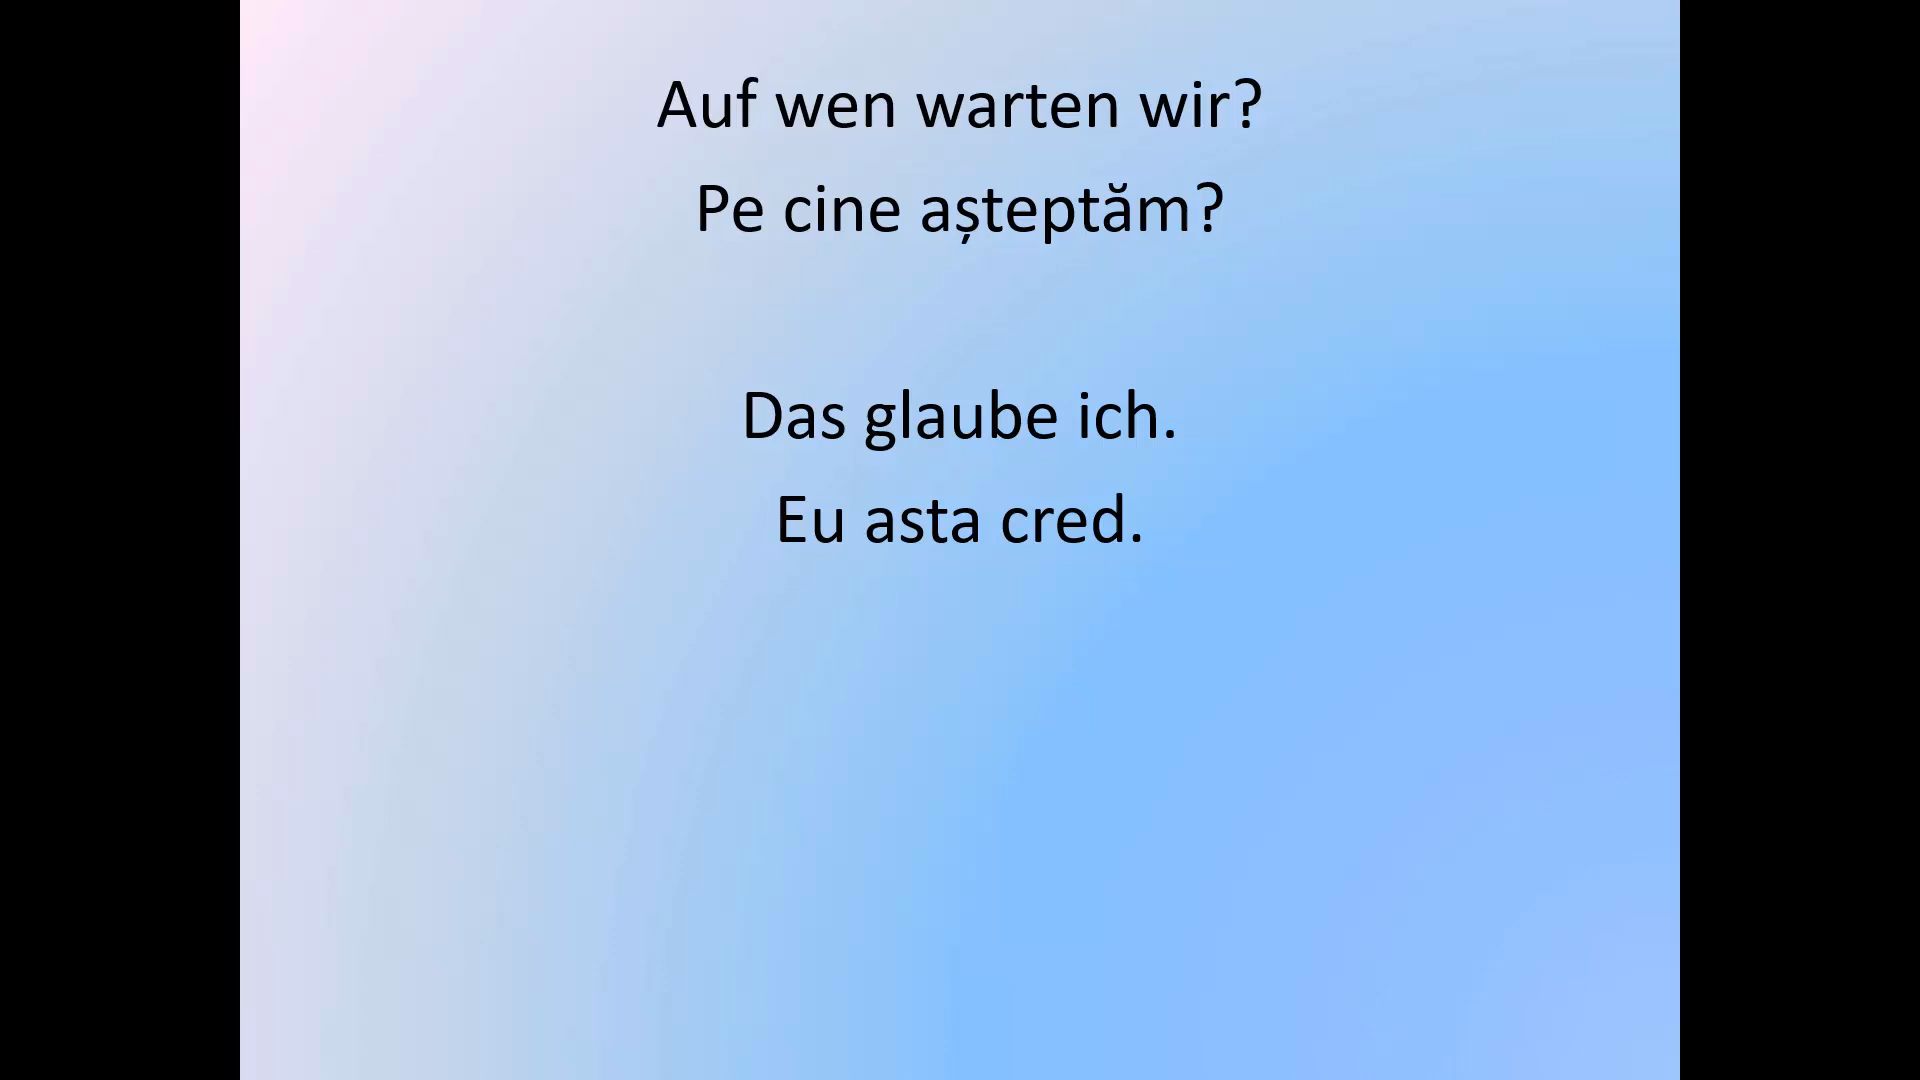 Auf wen warten wir?
Pe cine așteptăm?
Das glaube ich.
Eu asta cred.